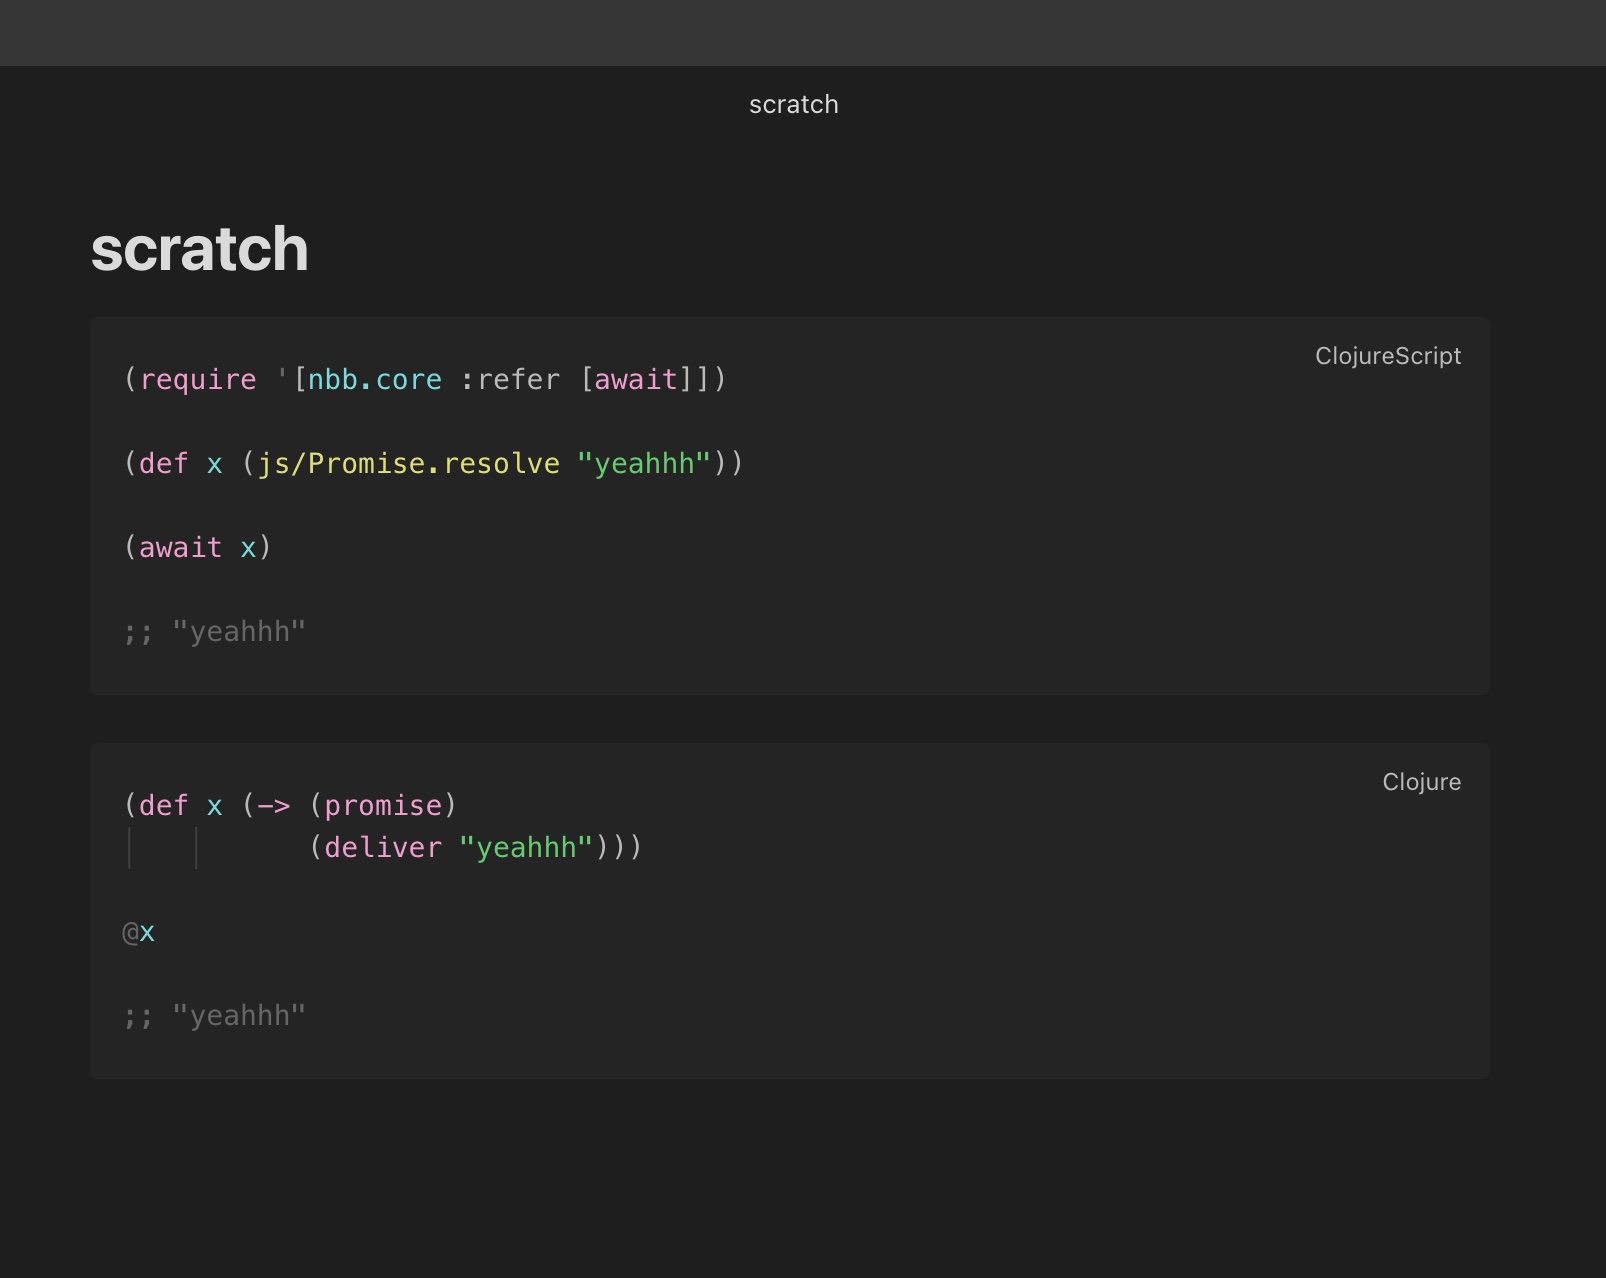 scratch
scratch
ClojureScript
(require '[nbb.core :refer [await]])
(def x (js/Promise.resolve "yeahhh"))
(await x)
;; "yeahhh"
Clojure
(def x (-> (promise)
(deliver "yeahhh")))
@x
;; "yeahhh"